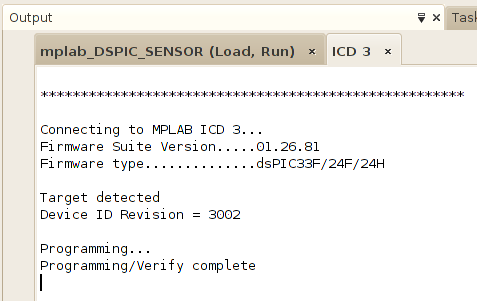 Output
Task
mplab_DSPIC_SENSOR (Load, Run)
ICD 3
*****************************************************
Connecting to MPLAB ICD 3...
Firmware Suite Version.....01.26.81
Firmware type..............dsPIC33F/24F/24H
Target detected
Device ID Revision = 3002
Programming...
Programming/Verify complete